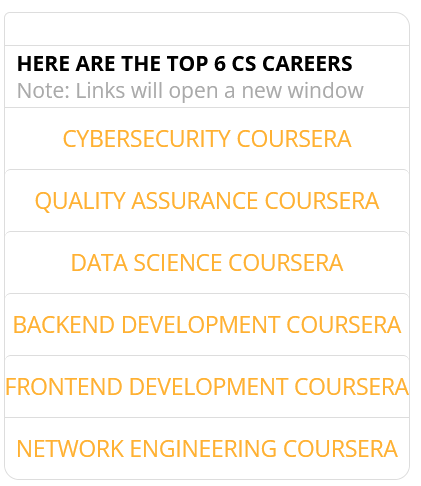 HERE ARE THE TOP 6 CS CAREERS
Note: Links will open a new window
CYBERSECURITY COURSERA
QUALITY ASSURANCE COURSERA
DATA SCIENCE COURSERA
BACKEND DEVELOPMENT COURSERA
FRONTEND DEVELOPMENT COURSERA
NETWORK ENGINEERING COURSERA